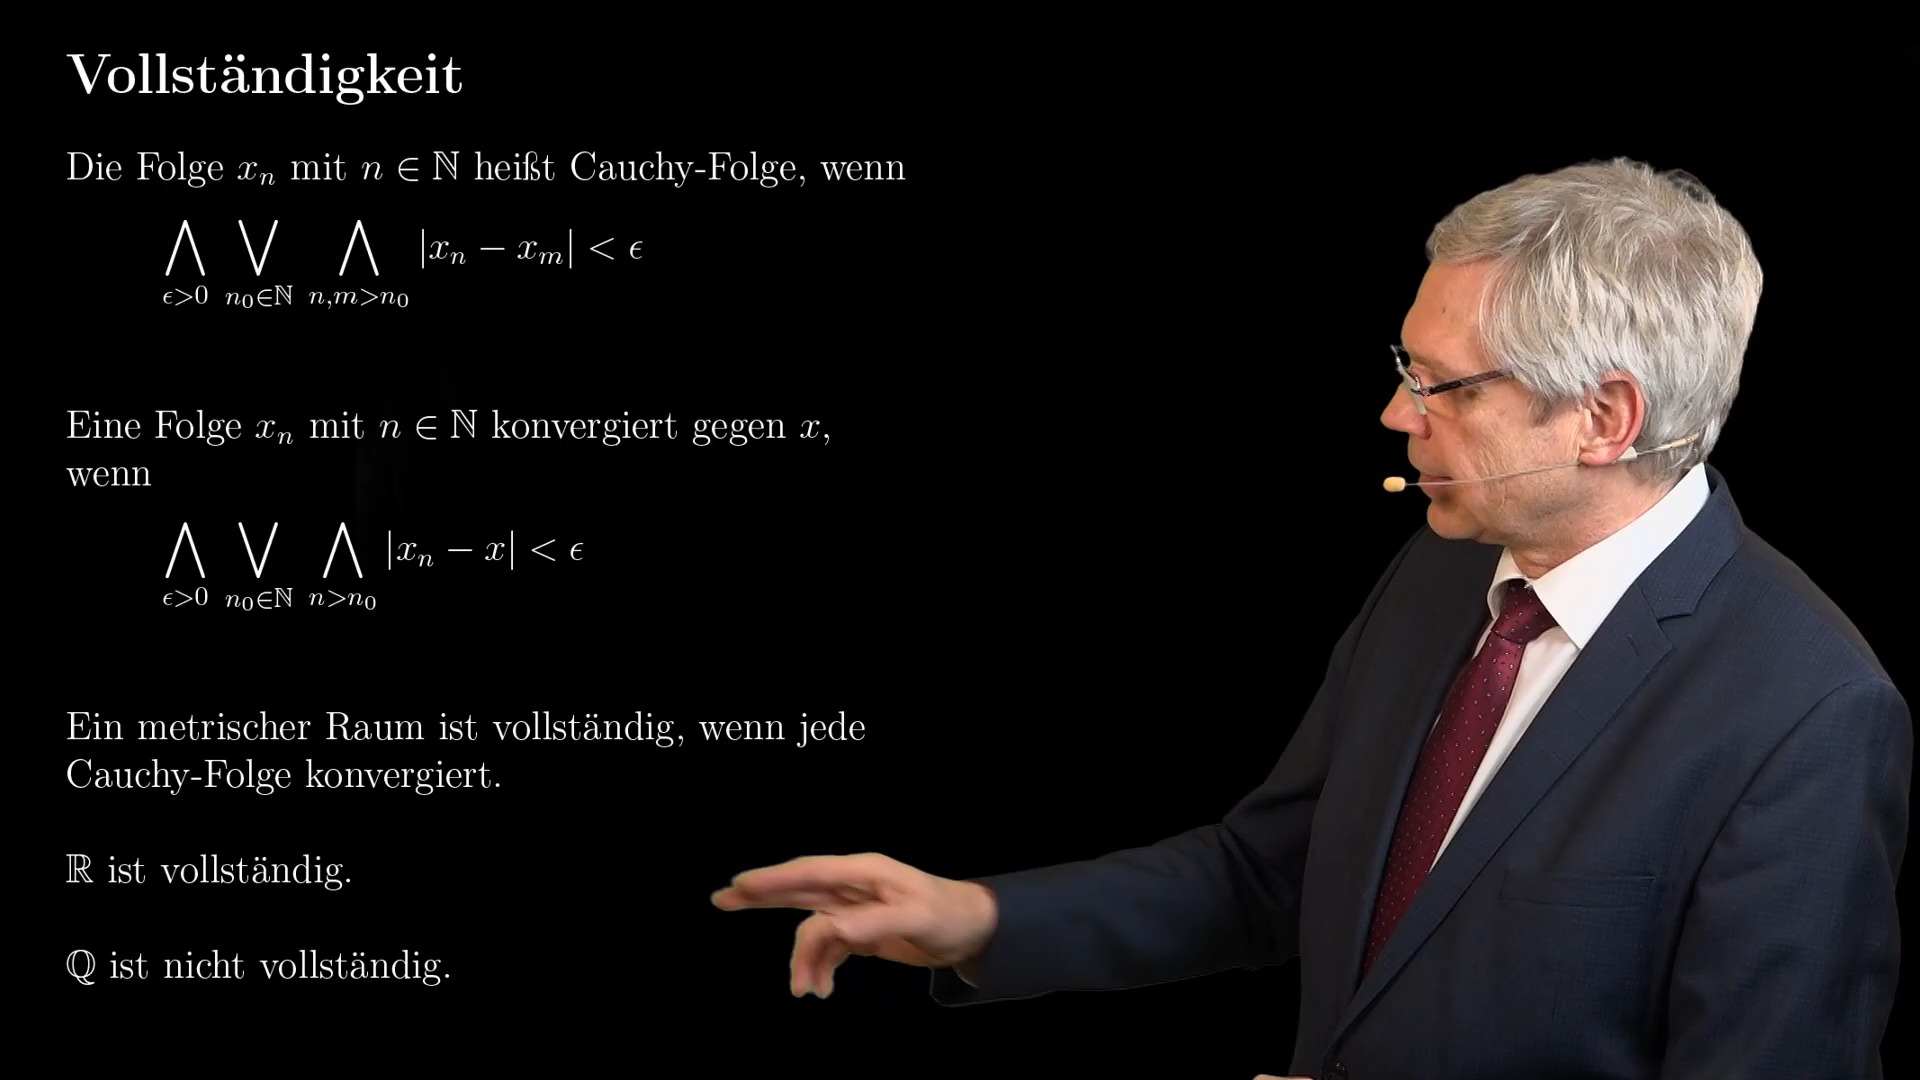 Vollständigkeit
Die Folge xₙ mit n ∈ ℕ heißt Cauchy-Folge, wenn
⋀ ⋁ ⋀ |xₙ − xₘ| < ϵ
ϵ>0 n₀∈ℕ n,m>n₀
Eine Folge xₙ mit n ∈ ℕ konvergiert gegen x,
wenn
⋀ ⋁ ⋀ |xₙ − x| < ϵ
ϵ>0 n₀∈ℕ n>n₀
Ein metrischer Raum ist vollständig, wenn jede
Cauchy-Folge konvergiert.
ℝ ist vollständig.
ℚ ist nicht vollständig.